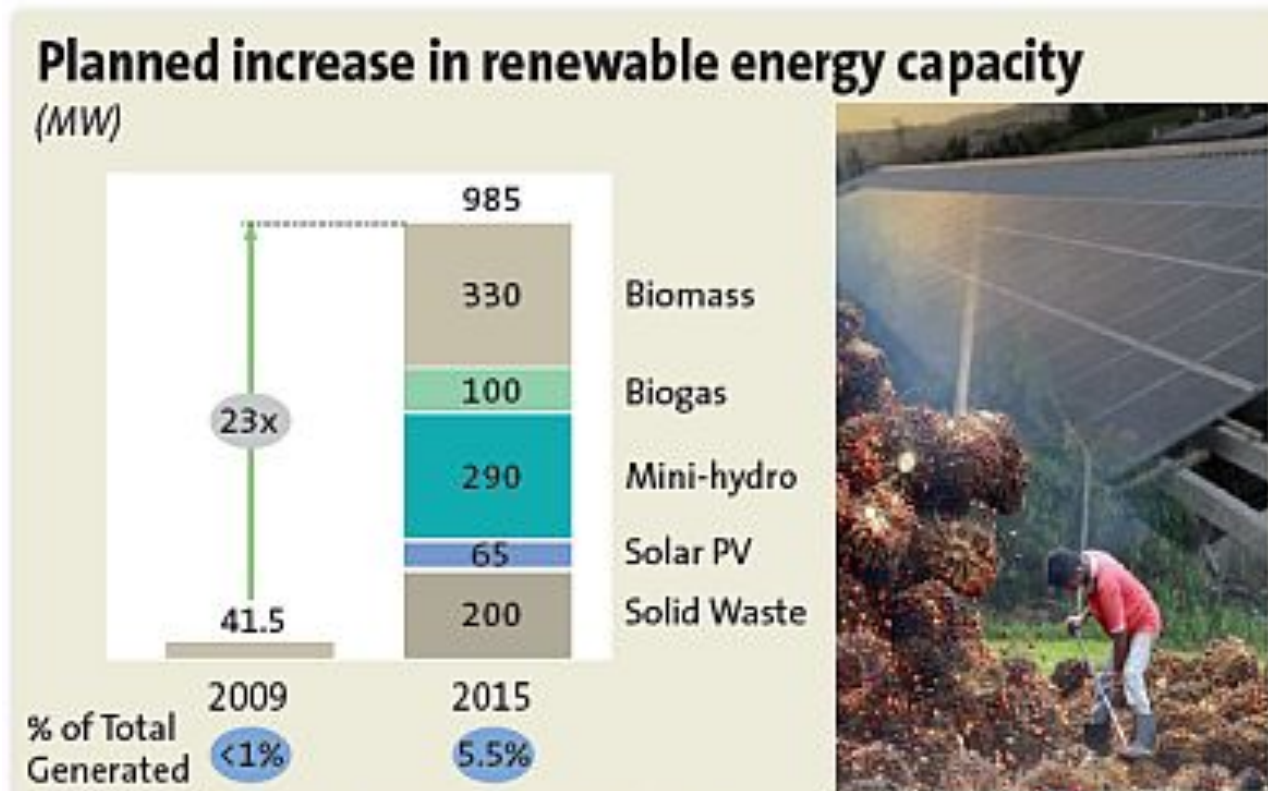 Planned increase in renewable energy capacity
(MW)
985
330 Biomass
100 Biogas
23x
290 Mini-hydro
65 Solar PV
41.5
200 Solid Waste
2009 2015
% of Total
Generated <1% 5.5%